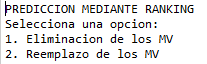 PREDICCION MEDIANTE RANKING
Selecciona una opcion:
1. Eliminacion de los MV
2. Reemplazo de los MV